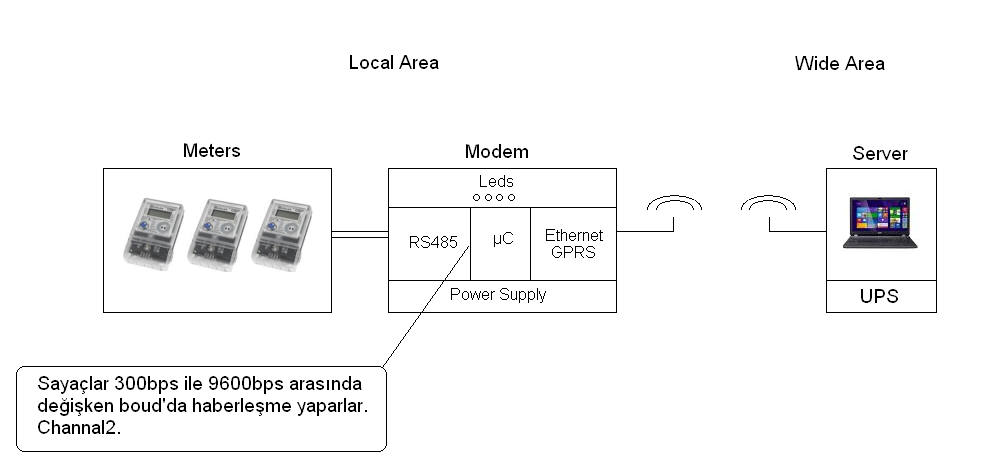 Local Area
Wide Area
Meters
Modem
Server
Leds
RS485
µC
Ethernet
GPRS
Power Supply
UPS
Sayaçlar 300bps ile 9600bps arasında
değişken boud'da haberleşme yaparlar.
Channal2.